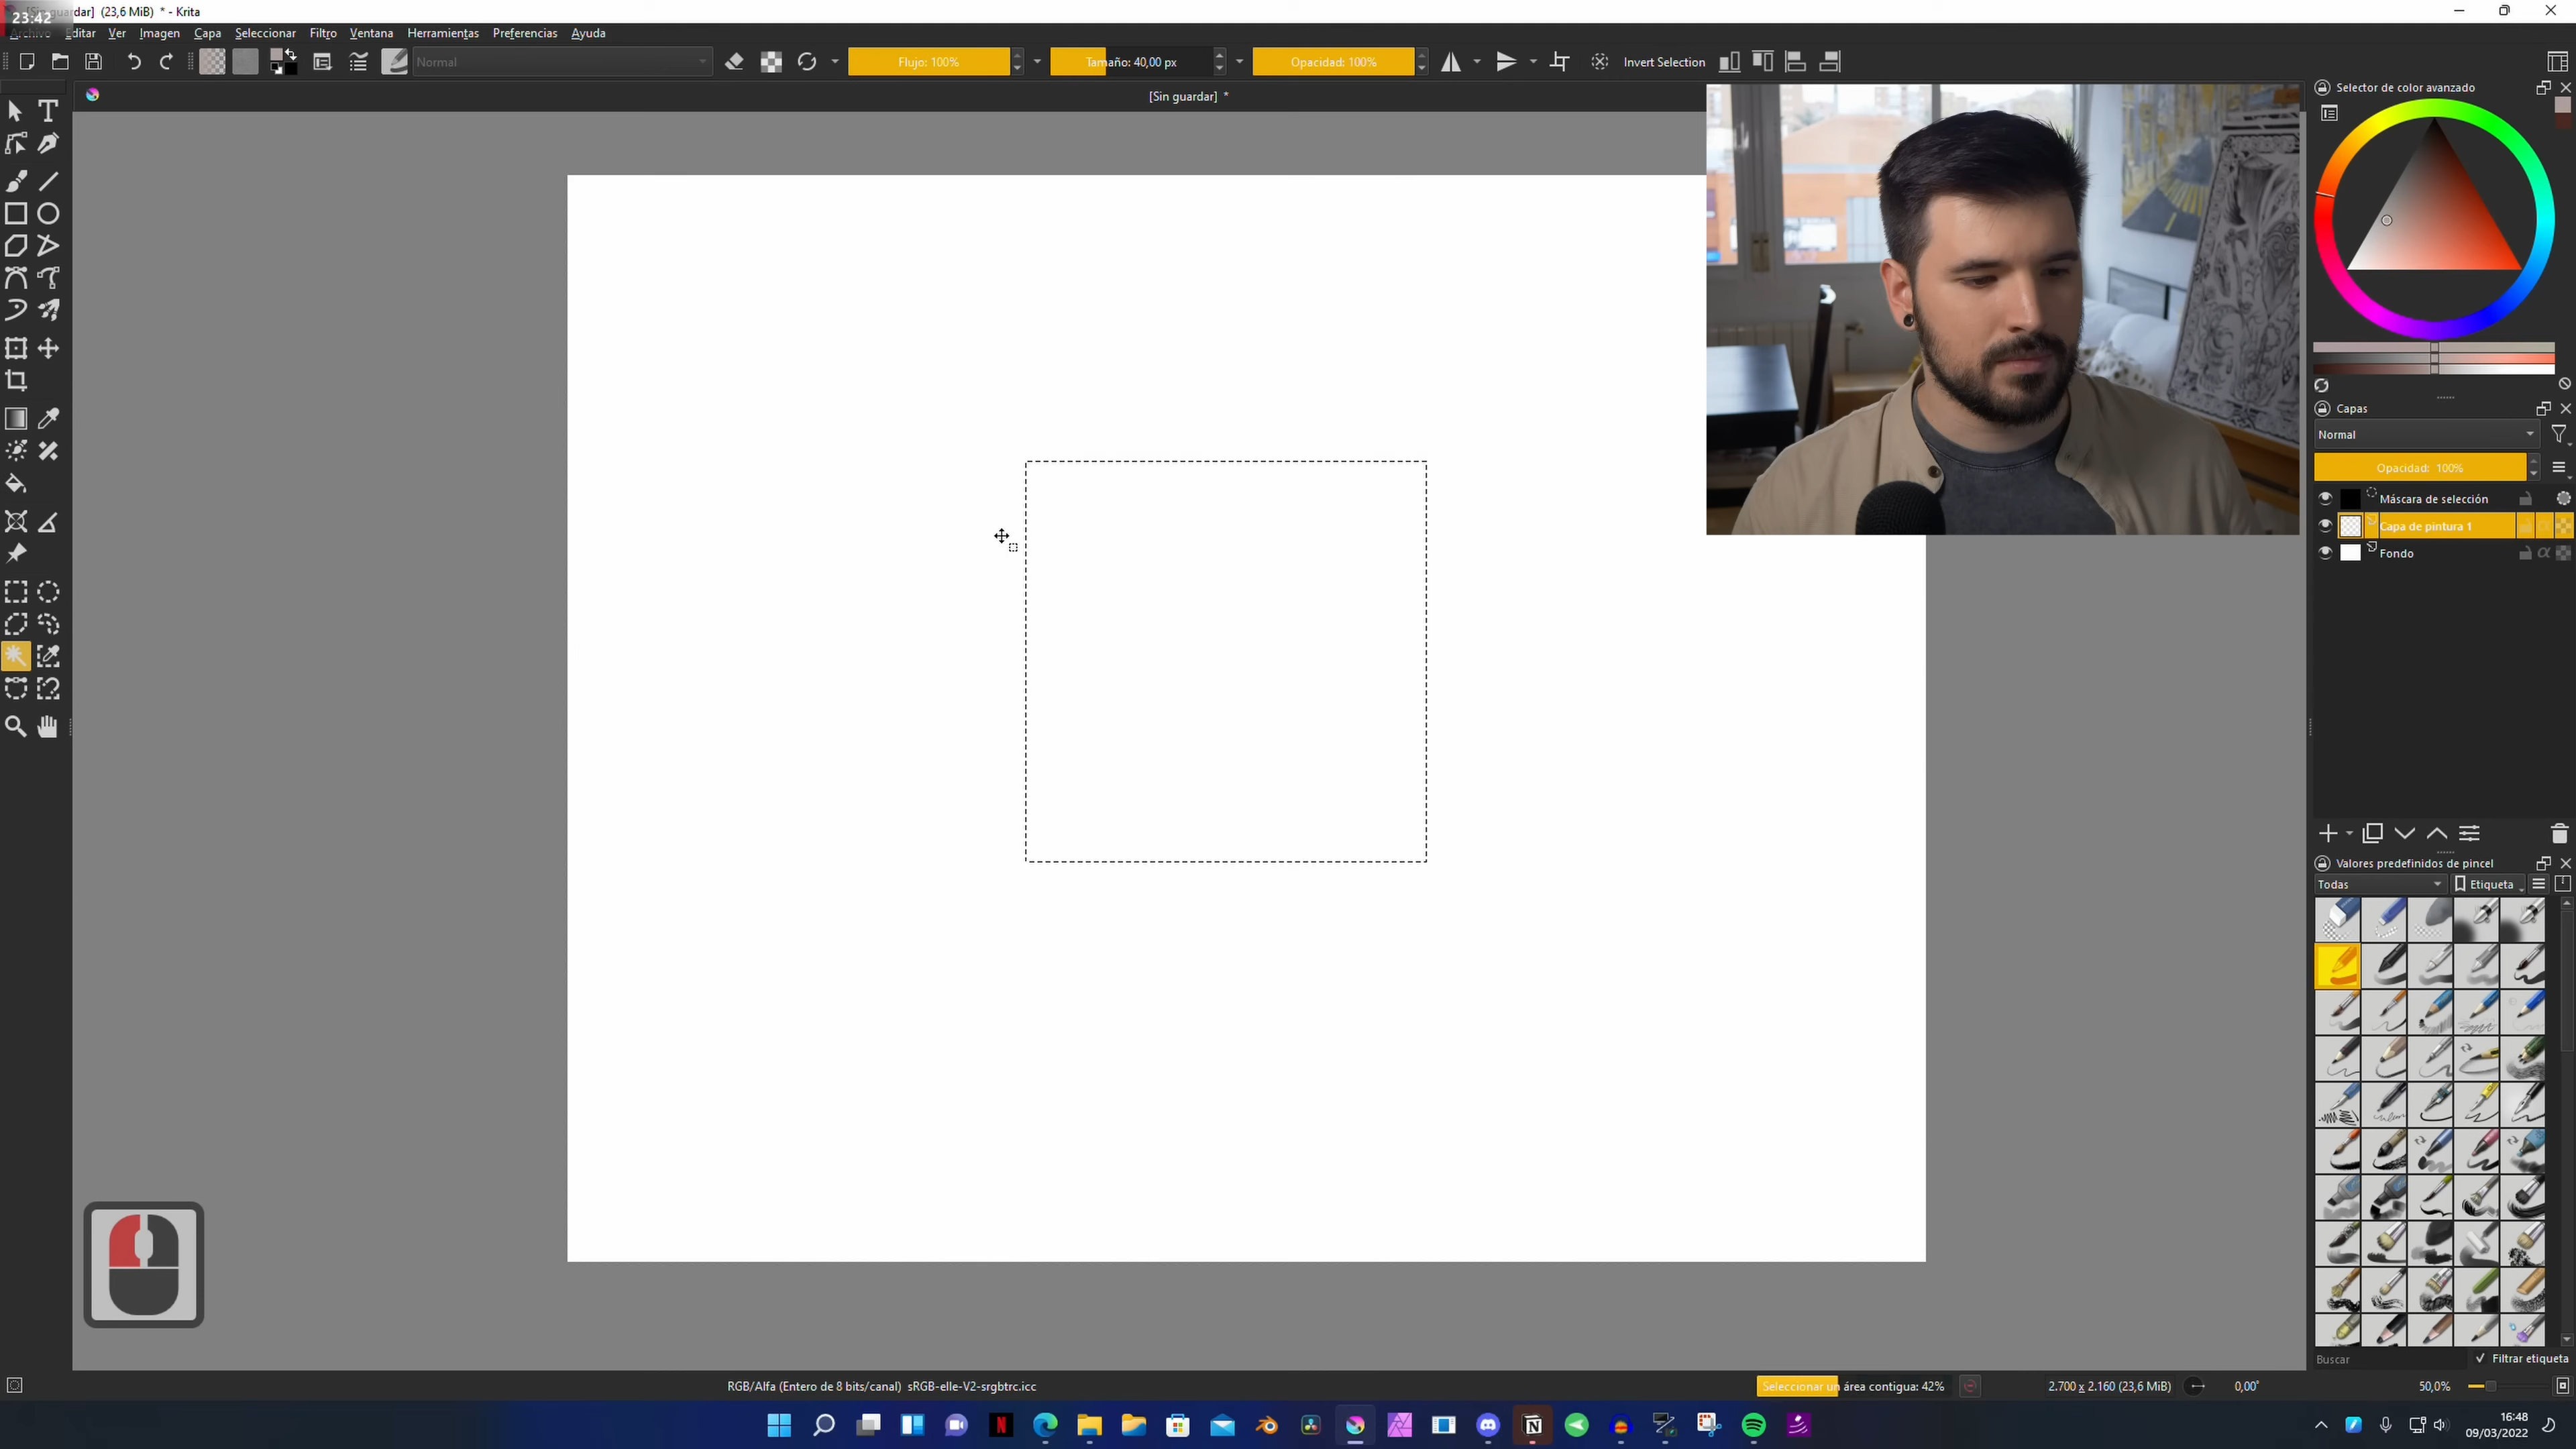 23:42
(23,6 MiB) * - Krita
Archivo Editar Ver Imagen Capa Seleccionar Filtro Ventana Herramientas Preferencias Ayuda
Normal
Flujo: 100%
Tamaño: 40,00 px
Opacidad: 100%
Invert Selection
[Sin guardar] *
Selector de color avanzado
Capas
Normal
Opacidad: 100%
Máscara de selección
Capa de pintura 1
Fondo
Valores predefinidos de pincel
Todas
Etiqueta
Buscar
Filtrar etiqueta
RGB/Alfa (Entero de 8 bits/canal) sRGB-elle-V2-srgbtrc.icc
Seleccionar un área contigua: 42%
2.700 x 2.160 (23,6 MiB)
0,00°
50,0%
16:48
09/03/2022